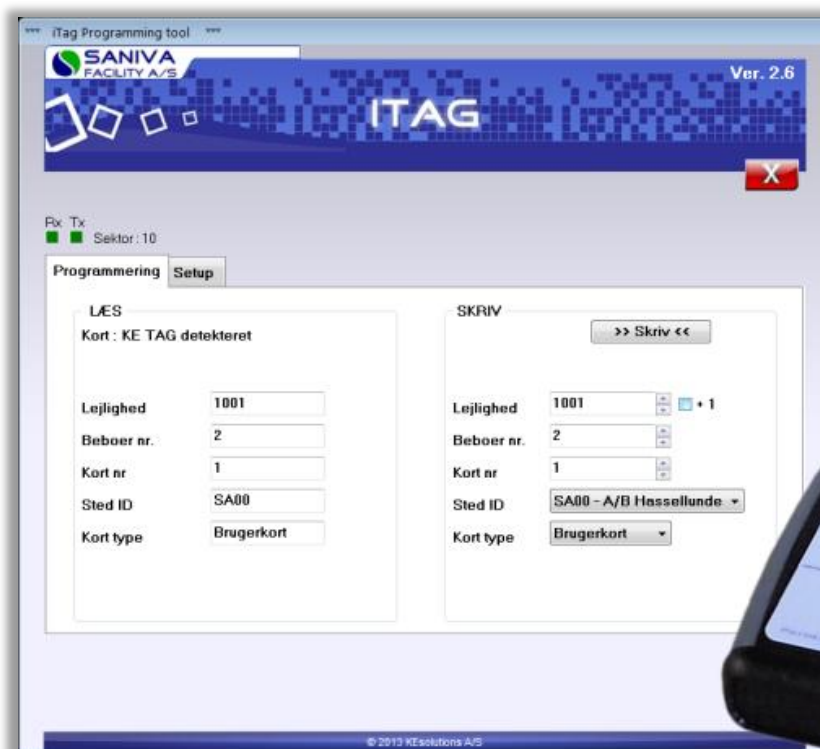 *** iTag Programming tool ***
SANIVA
FACILITY A/S
Ver. 2.6
ITAG
X
Rx Tx
Sektor : 10
Programmering Setup
LÆS
Kort : KE TAG detekteret
Lejlighed 1001
Beboer nr. 2
Kort nr 1
Sted ID SA00
Kort type Brugerkort
SKRIV
>> Skriv <<
Lejlighed 1001 + 1
Beboer nr. 2
Kort nr 1
Sted ID SA00 - A/B Hassellunde
Kort type Brugerkort
© 2013 KEsolutions A/S